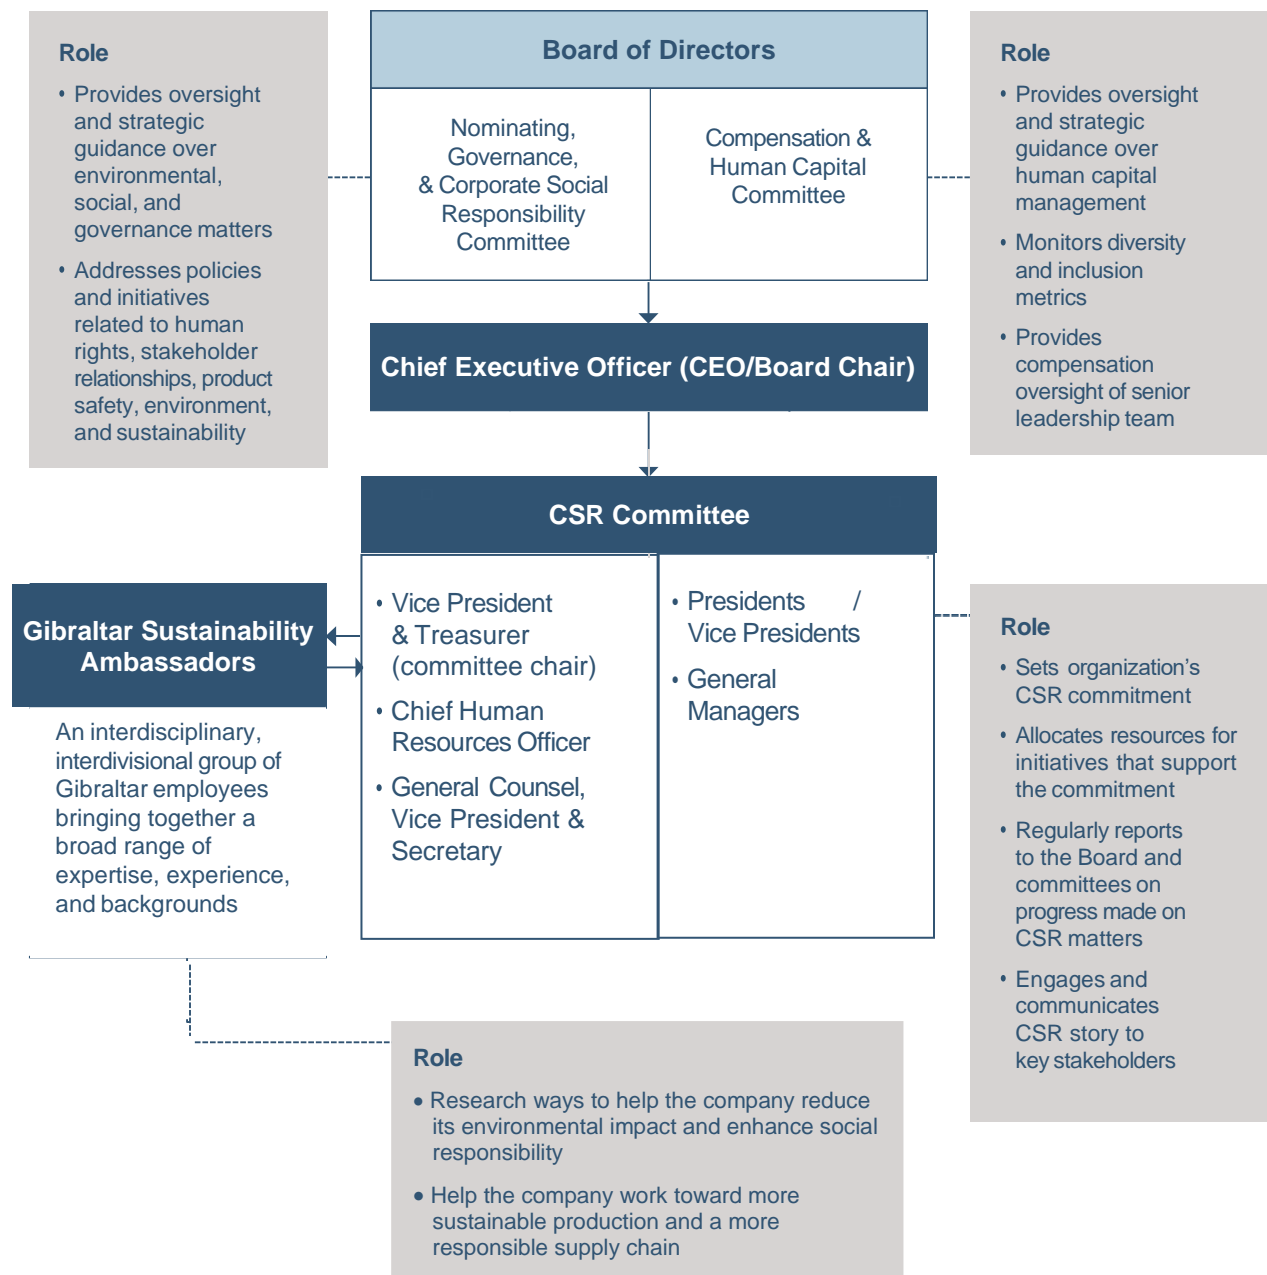 Role
• Provides oversight
and strategic
guidance over
environmental,
social, and
governance matters
• Addresses policies
and initiatives
related to human
rights, stakeholder
relationships, product
safety, environment,
and sustainability
Board of Directors
Nominating,
Governance,
& Corporate Social
Responsibility
Committee
Compensation &
Human Capital
Committee
Role
• Provides oversight
and strategic
guidance over
human capital
management
• Monitors diversity
and inclusion
metrics
• Provides
compensation
oversight of senior
leadership team
Chief Executive Officer (CEO/Board Chair)
CSR Committee
• Vice President
& Treasurer
(committee chair)
• Chief Human
Resources Officer
• General Counsel,
Vice President &
Secretary
• Presidents /
Vice Presidents
• General
Managers
Gibraltar Sustainability
Ambassadors
An interdisciplinary,
interdivisional group of
Gibraltar employees
bringing together a
broad range of
expertise, experience,
and backgrounds
Role
• Sets organization’s
CSR commitment
• Allocates resources for
initiatives that support
the commitment
• Regularly reports
to the Board and
committees on
progress made on
CSR matters
• Engages and
communicates
CSR story to
key stakeholders
Role
• Research ways to help the company reduce
its environmental impact and enhance social
responsibility
• Help the company work toward more
sustainable production and a more
responsible supply chain